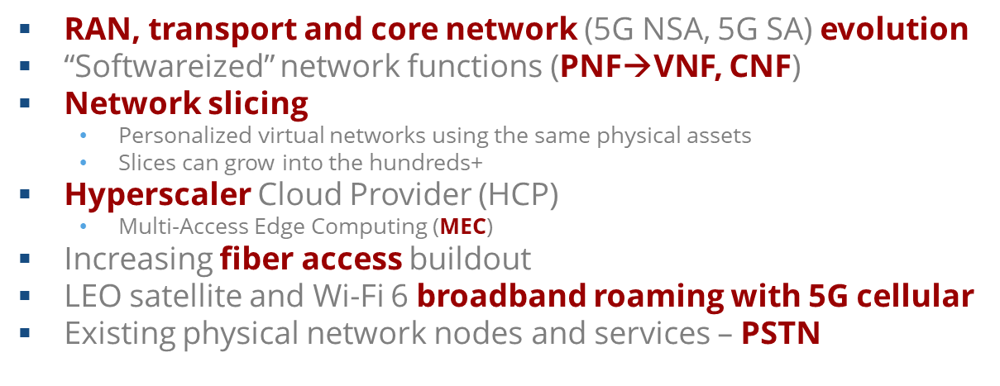 ▪ RAN, transport and core network (5G NSA, 5G SA) evolution
▪ “Softwareized” network functions (PNF→VNF, CNF)
▪ Network slicing
• Personalized virtual networks using the same physical assets
• Slices can grow into the hundreds+
▪ Hyperscaler Cloud Provider (HCP)
• Multi-Access Edge Computing (MEC)
▪ Increasing fiber access buildout
▪ LEO satellite and Wi-Fi 6 broadband roaming with 5G cellular
▪ Existing physical network nodes and services – PSTN